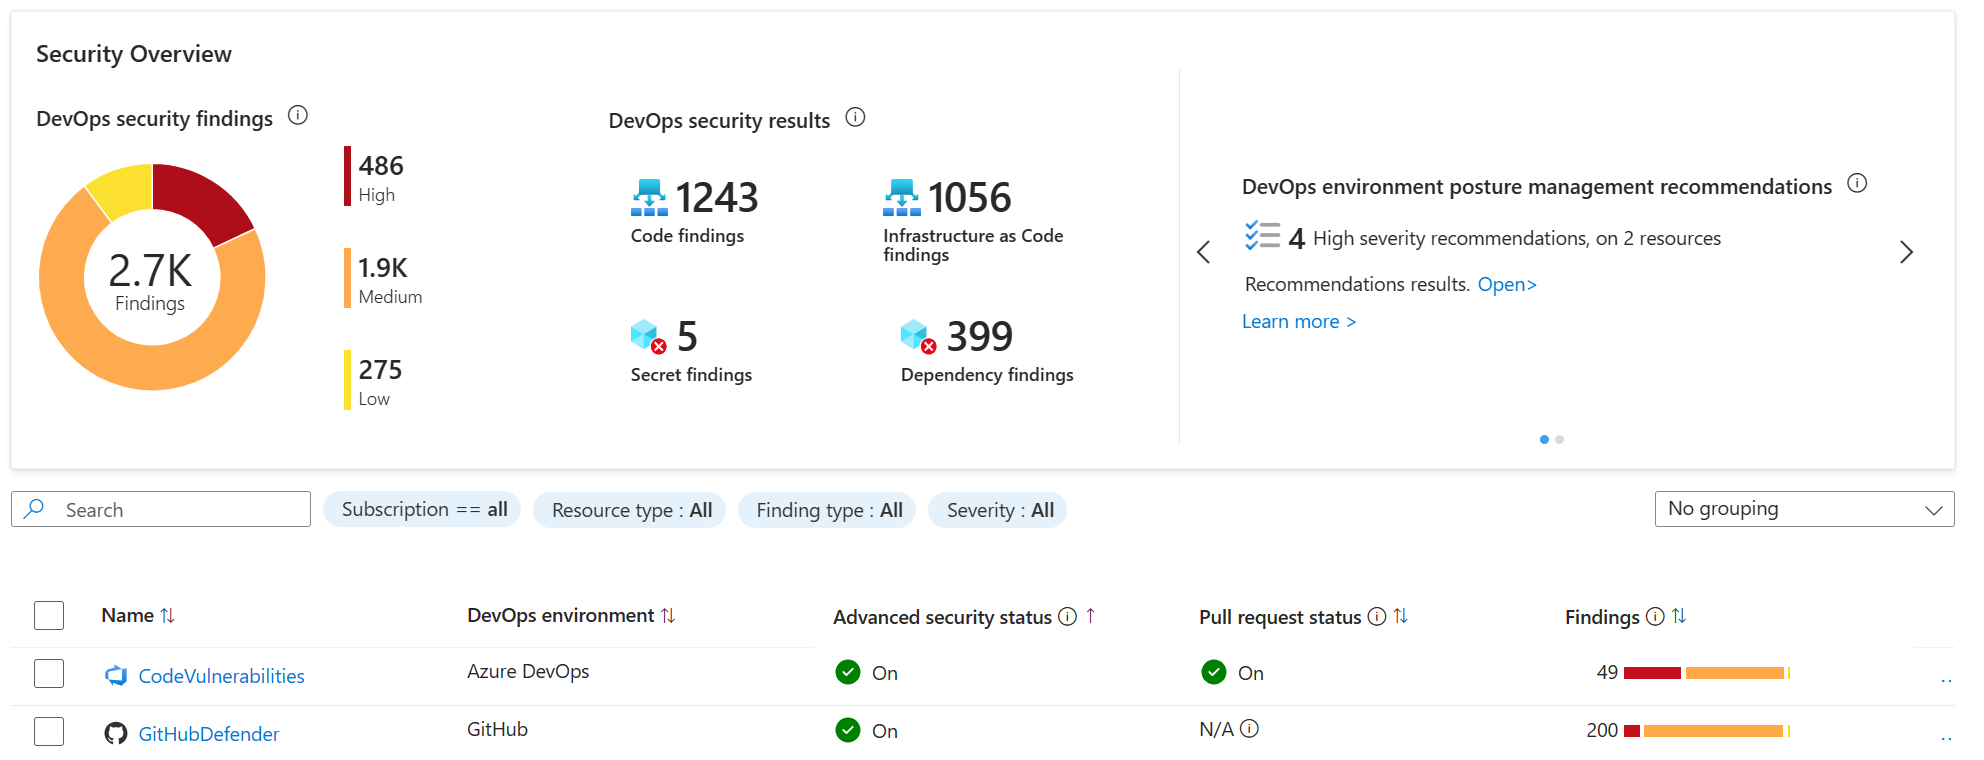 Security Overview
DevOps security findings
2.7K
Findings
486
High
1.9K
Medium
275
Low
DevOps security results
1243
Code findings
1056
Infrastructure as Code
findings
5
Secret findings
399
Dependency findings
DevOps environment posture management recommendations
4 High severity recommendations, on 2 resources
Recommendations results. Open>
Learn more >
Search
Subscription == all
Resource type : All
Finding type : All
Severity : All
No grouping
Name
DevOps environment
Advanced security status
Pull request status
Findings
CodeVulnerabilities
Azure DevOps
On
On
49
GitHubDefender
GitHub
On
N/A
200